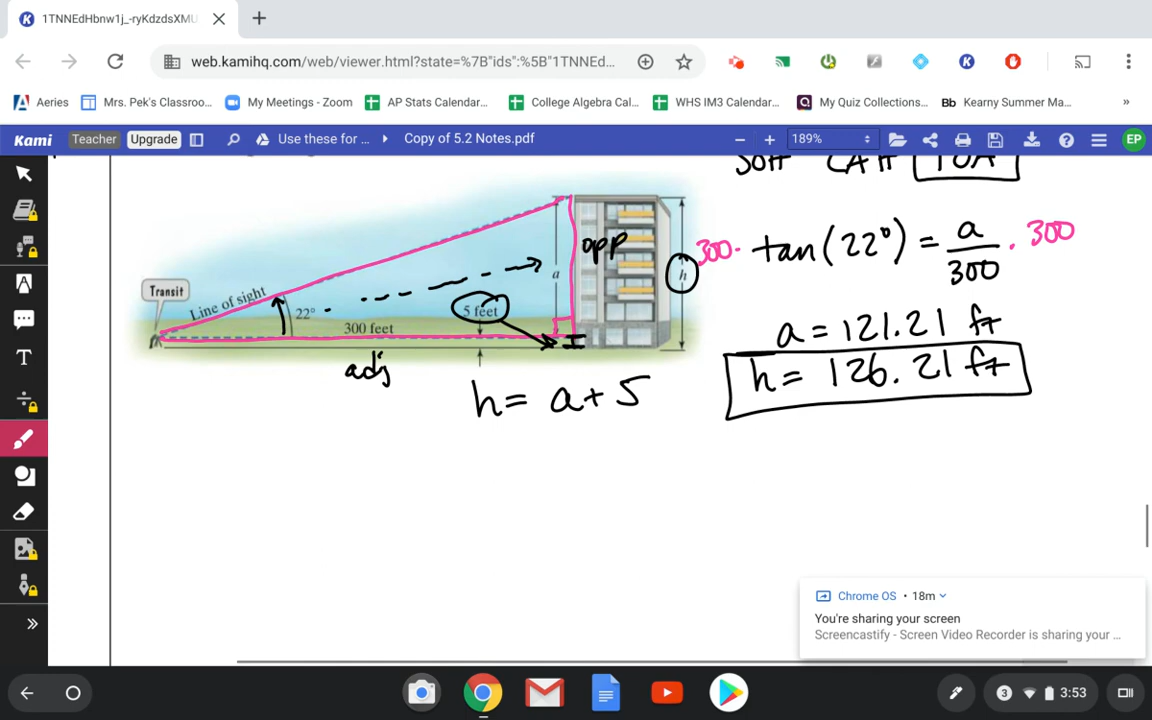 1TNNEdHbnw1j_-ryKdzdsXMU
web.kamihq.com/web/viewer.html?state=%7B"ids":%5B"1TNNEd...
Aeries
Mrs. Pek's Classroo...
My Meetings - Zoom
AP Stats Calendar...
College Algebra Cal...
WHS IM3 Calendar...
My Quiz Collections...
Bb Kearny Summer Ma...
»
Kami Teacher Upgrade
Use these for ...
Copy of 5.2 Notes.pdf
189%
EP
SOH CAH TOA
300 · tan(22°) = a/300 · 300
a = 121.21 ft
h = 126.21 ft
Transit
Line of sight
22°
300 feet
5 feet
a
opp
h
adj
h = a + 5
Chrome OS • 18m
You're sharing your screen
Screencastify - Screen Video Recorder is sharing your ...
3 3:53